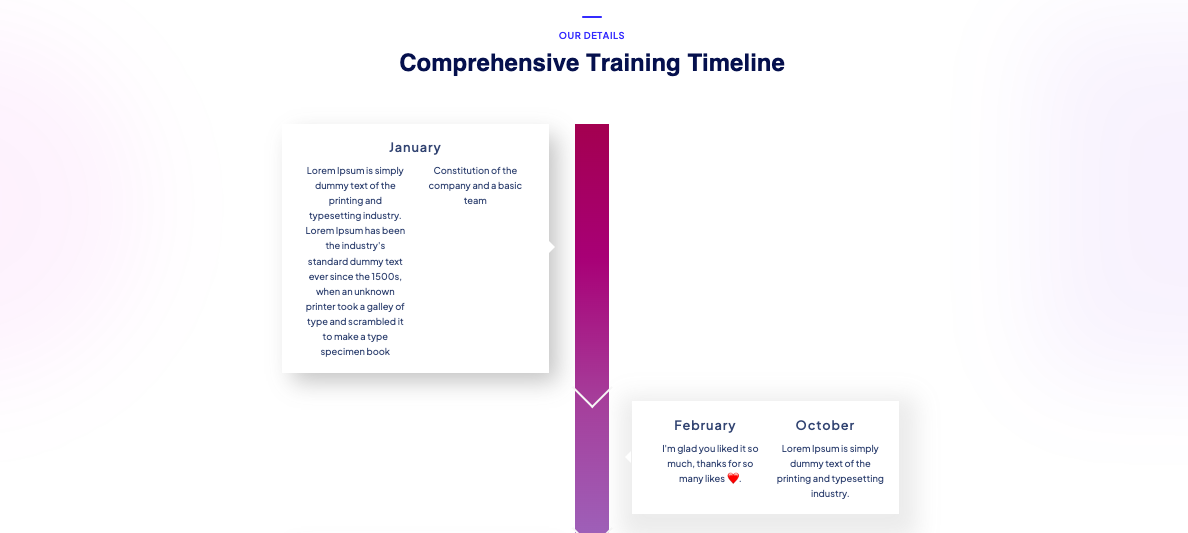 OUR DETAILS
Comprehensive Training Timeline
January
Lorem Ipsum is simply
dummy text of the
printing and
typesetting industry.
Lorem Ipsum has been
the industry's
standard dummy text
ever since the 1500s,
when an unknown
printer took a galley of
type and scrambled it
to make a type
specimen book
Constitution of the
company and a basic
team
February
I'm glad you liked it so
much, thanks for so
many likes ❤️.
October
Lorem Ipsum is simply
dummy text of the
printing and typesetting
industry.